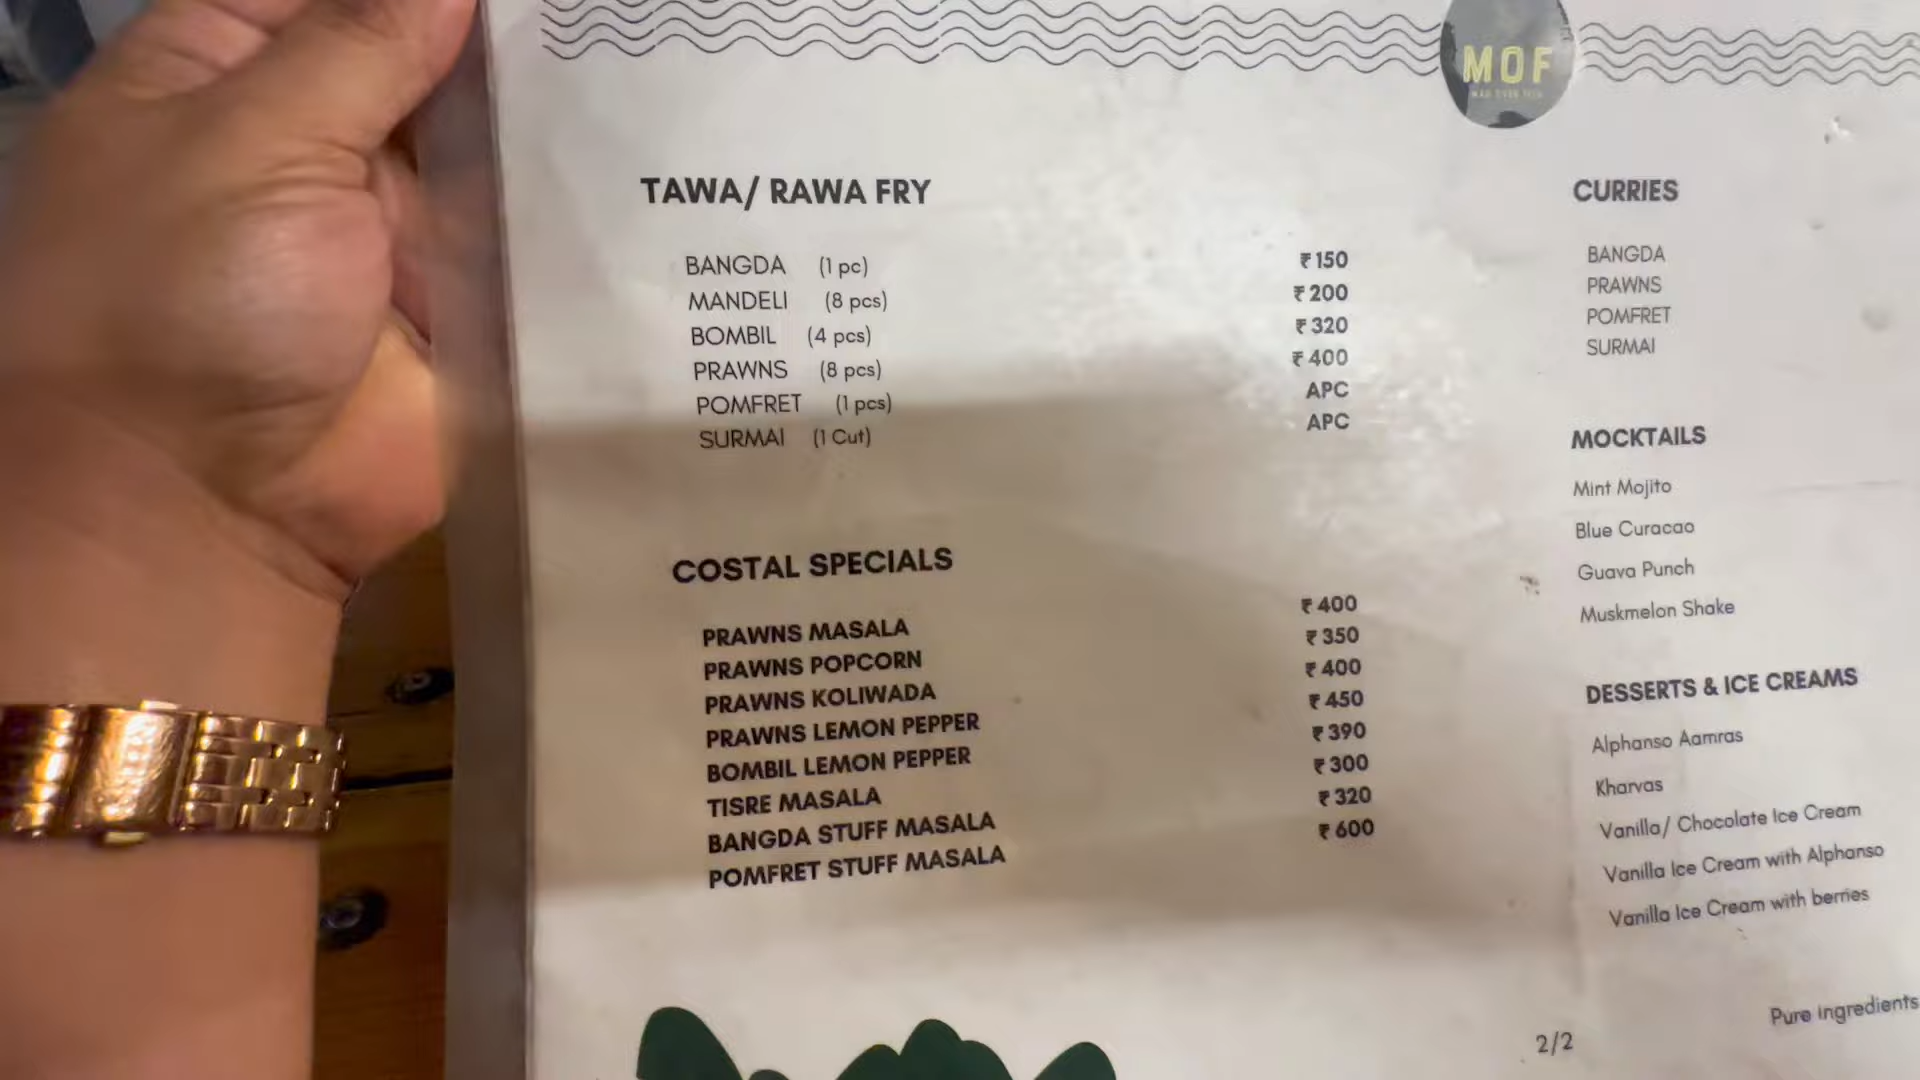 MOF
MAD OVER FISH
TAWA/ RAWA FRY
BANGDA (1 pc) ₹150
MANDELI (8 pcs) ₹200
BOMBIL (4 pcs) ₹320
PRAWNS (8 pcs) ₹400
POMFRET (1 pcs) APC
SURMAI (1 Cut) APC
COSTAL SPECIALS
PRAWNS MASALA ₹400
PRAWNS POPCORN ₹350
PRAWNS KOLIWADA ₹400
PRAWNS LEMON PEPPER ₹450
BOMBIL LEMON PEPPER ₹390
TISRE MASALA ₹300
BANGDA STUFF MASALA ₹320
POMFRET STUFF MASALA ₹600
CURRIES
BANGDA
PRAWNS
POMFRET
SURMAI
MOCKTAILS
Mint Mojito
Blue Curacao
Guava Punch
Muskmelon Shake
DESSERTS & ICE CREAMS
Alphanso Aamras
Kharvas
Vanilla/ Chocolate Ice Cream
Vanilla Ice Cream with Alphanso
Vanilla Ice Cream with berries
Pure ingredients
2/2